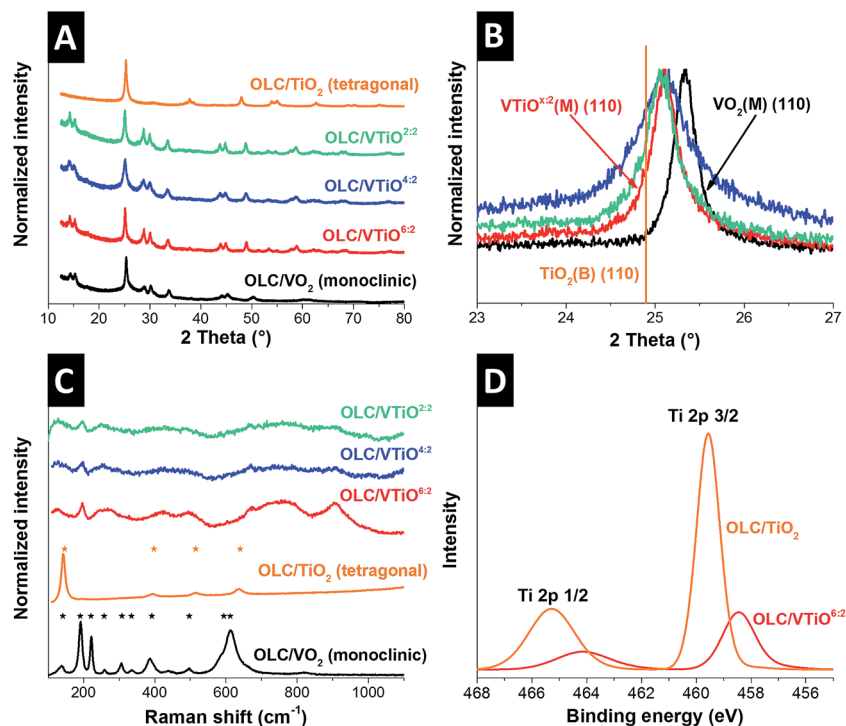 A
Normalized intensity
OLC/TiO₂ (tetragonal)
OLC/VTiO²:²
OLC/VTiO⁴:²
OLC/VTiO⁶:²
OLC/VO₂ (monoclinic)
10 20 30 40 50 60 70 80
2 Theta (°)
B
Normalized intensity
VTiOˣ:²(M) (110)
VO₂(M) (110)
TiO₂(B) (110)
23 24 25 26 27
2 Theta (°)
C
Normalized intensity
OLC/VTiO²:²
OLC/VTiO⁴:²
OLC/VTiO⁶:²
OLC/TiO₂ (tetragonal)
OLC/VO₂ (monoclinic)
200 400 600 800 1000
Raman shift (cm⁻¹)
D
Intensity
Ti 2p 3/2
OLC/TiO₂
Ti 2p 1/2
OLC/VTiO⁶:²
468 466 464 462 460 458 456
Binding energy (eV)